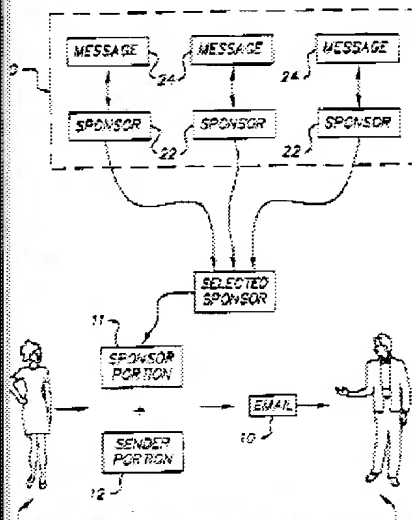 MESSAGE MESSAGE MESSAGE
24 24 24
SPONSOR SPONSOR SPONSOR
22 22 22
SELECTED
SPONSOR
11
SPONSOR
PORTION
+
EMAIL
10
SENDER
PORTION
12